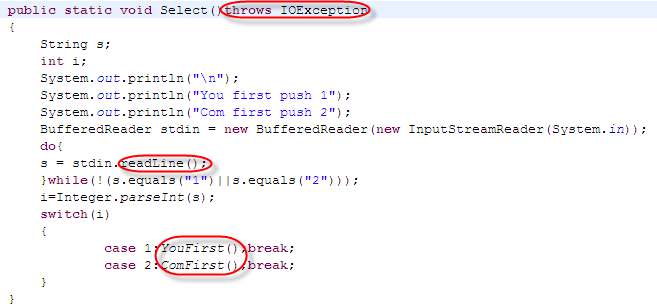 public static void Select()throws IOException
{
String s;
int i;
System.out.println("\n");
System.out.println("You first push 1");
System.out.println("Com first push 2");
BufferedReader stdin = new BufferedReader(new InputStreamReader(System.in));
do{
s = stdin.readLine();
}while(!(s.equals("1")||s.equals("2")));
i=Integer.parseInt(s);
switch(i)
{
case 1:YouFirst();break;
case 2:ComFirst();break;
}
}